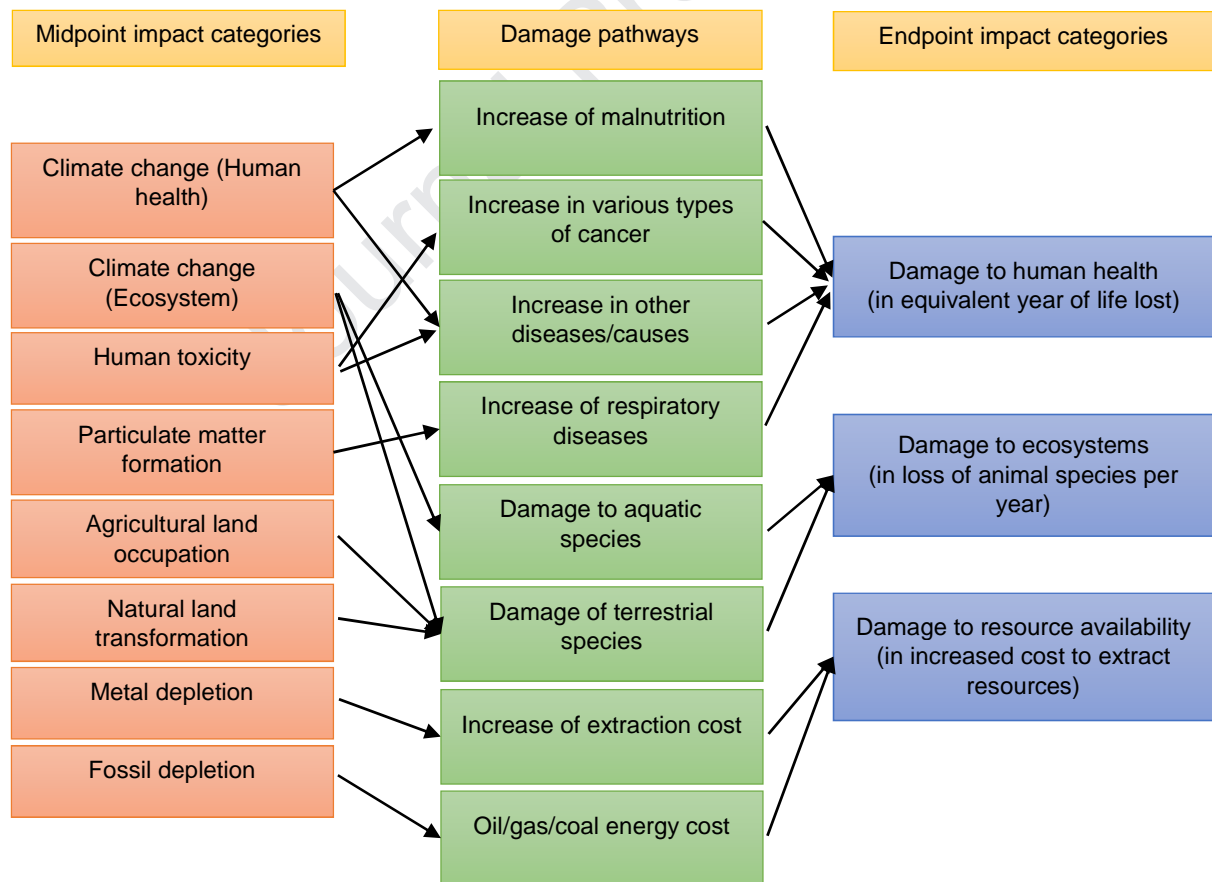 Midpoint impact categories
Damage pathways
Endpoint impact categories
Climate change (Human
health)
Climate change
(Ecosystem)
Human toxicity
Particulate matter
formation
Agricultural land
occupation
Natural land
transformation
Metal depletion
Fossil depletion
Increase of malnutrition
Increase in various types
of cancer
Increase in other
diseases/causes
Increase of respiratory
diseases
Damage to aquatic
species
Damage of terrestrial
species
Increase of extraction cost
Oil/gas/coal energy cost
Damage to human health
(in equivalent year of life lost)
Damage to ecosystems
(in loss of animal species per
year)
Damage to resource availability
(in increased cost to extract
resources)